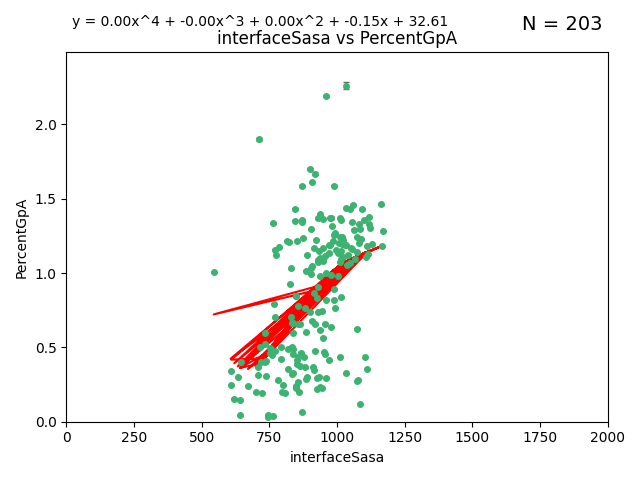 y = 0.00x^4 + -0.00x^3 + 0.00x^2 + -0.15x + 32.61
N = 203
interfaceSasa vs PercentGpA
PercentGpA
2.0
1.5
1.0
0.5
0.0
0 250 500 750 1000 1250 1500 1750 2000
interfaceSasa